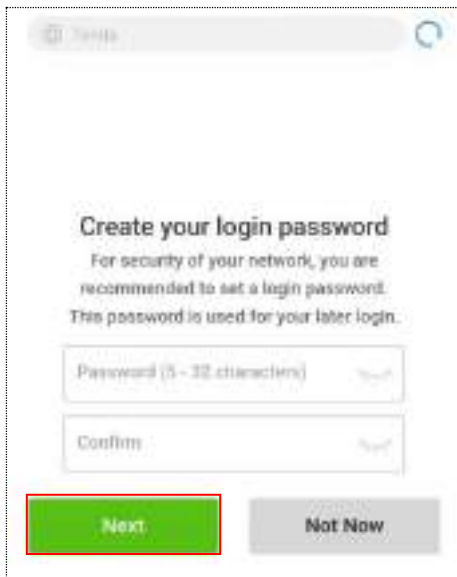 Tenda
Create your login password
For security of your network, you are
recommended to set a login password.
This password is used for your later login.
Password (5 - 32 characters)
Confirm
Next
Not Now